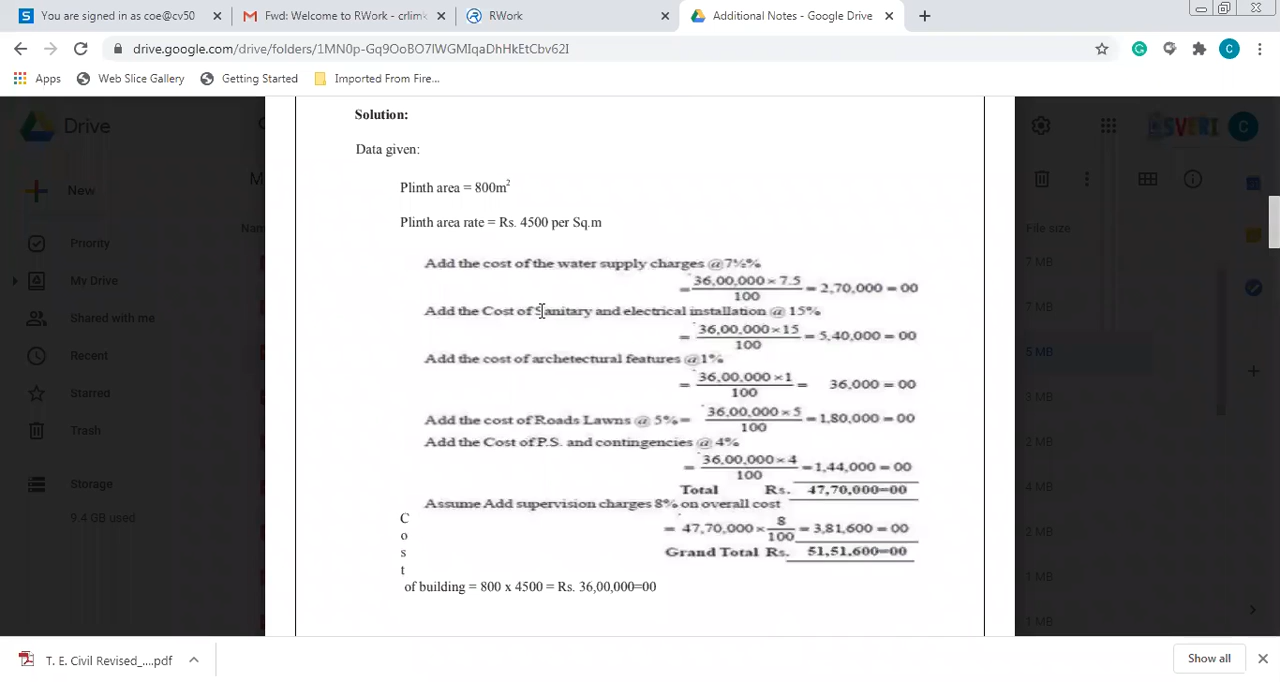 You are signed in as coe@cv50
Fwd: Welcome to RWork - crlimk
RWork
Additional Notes - Google Drive
drive.google.com/drive/folders/1MN0p-Gq9OoBO7lWGMIqaDhHkEtCbv62I
Apps
Web Slice Gallery
Getting Started
Imported From Fire...
Drive
SVERI
C
New
Priority
My Drive
Shared with me
Recent
Starred
Trash
Storage
9.4 GB used
File size
Solution:
Data given:
Plinth area = 800m²
Plinth area rate = Rs. 4500 per Sq.m
Add the cost of the water supply charges @7½%
= 36,00,000 × 7.5 / 100 = 2,70,000 = 00
Add the Cost of Sanitary and electrical installation @ 15%
= 36,00,000 × 15 / 100 = 5,40,000 = 00
Add the cost of archetectural features @1%
= 36,00,000 × 1 / 100 = 36,000 = 00
Add the cost of Roads Lawns @ 5% = 36,00,000 × 5 / 100 = 1,80,000 = 00
Add the Cost of P.S. and contingencies @ 4%
= 36,00,000 × 4 / 100 = 1,44,000 = 00
Total Rs. 47,70,000=00
Assume Add supervision charges 8% on overall cost
= 47,70,000 × 8 / 100 = 3,81,600 = 00
Grand Total Rs. 51,51,600=00
C
o
s
t
of building = 800 x 4500 = Rs. 36,00,000=00
T. E. Civil Revised_....pdf
Show all